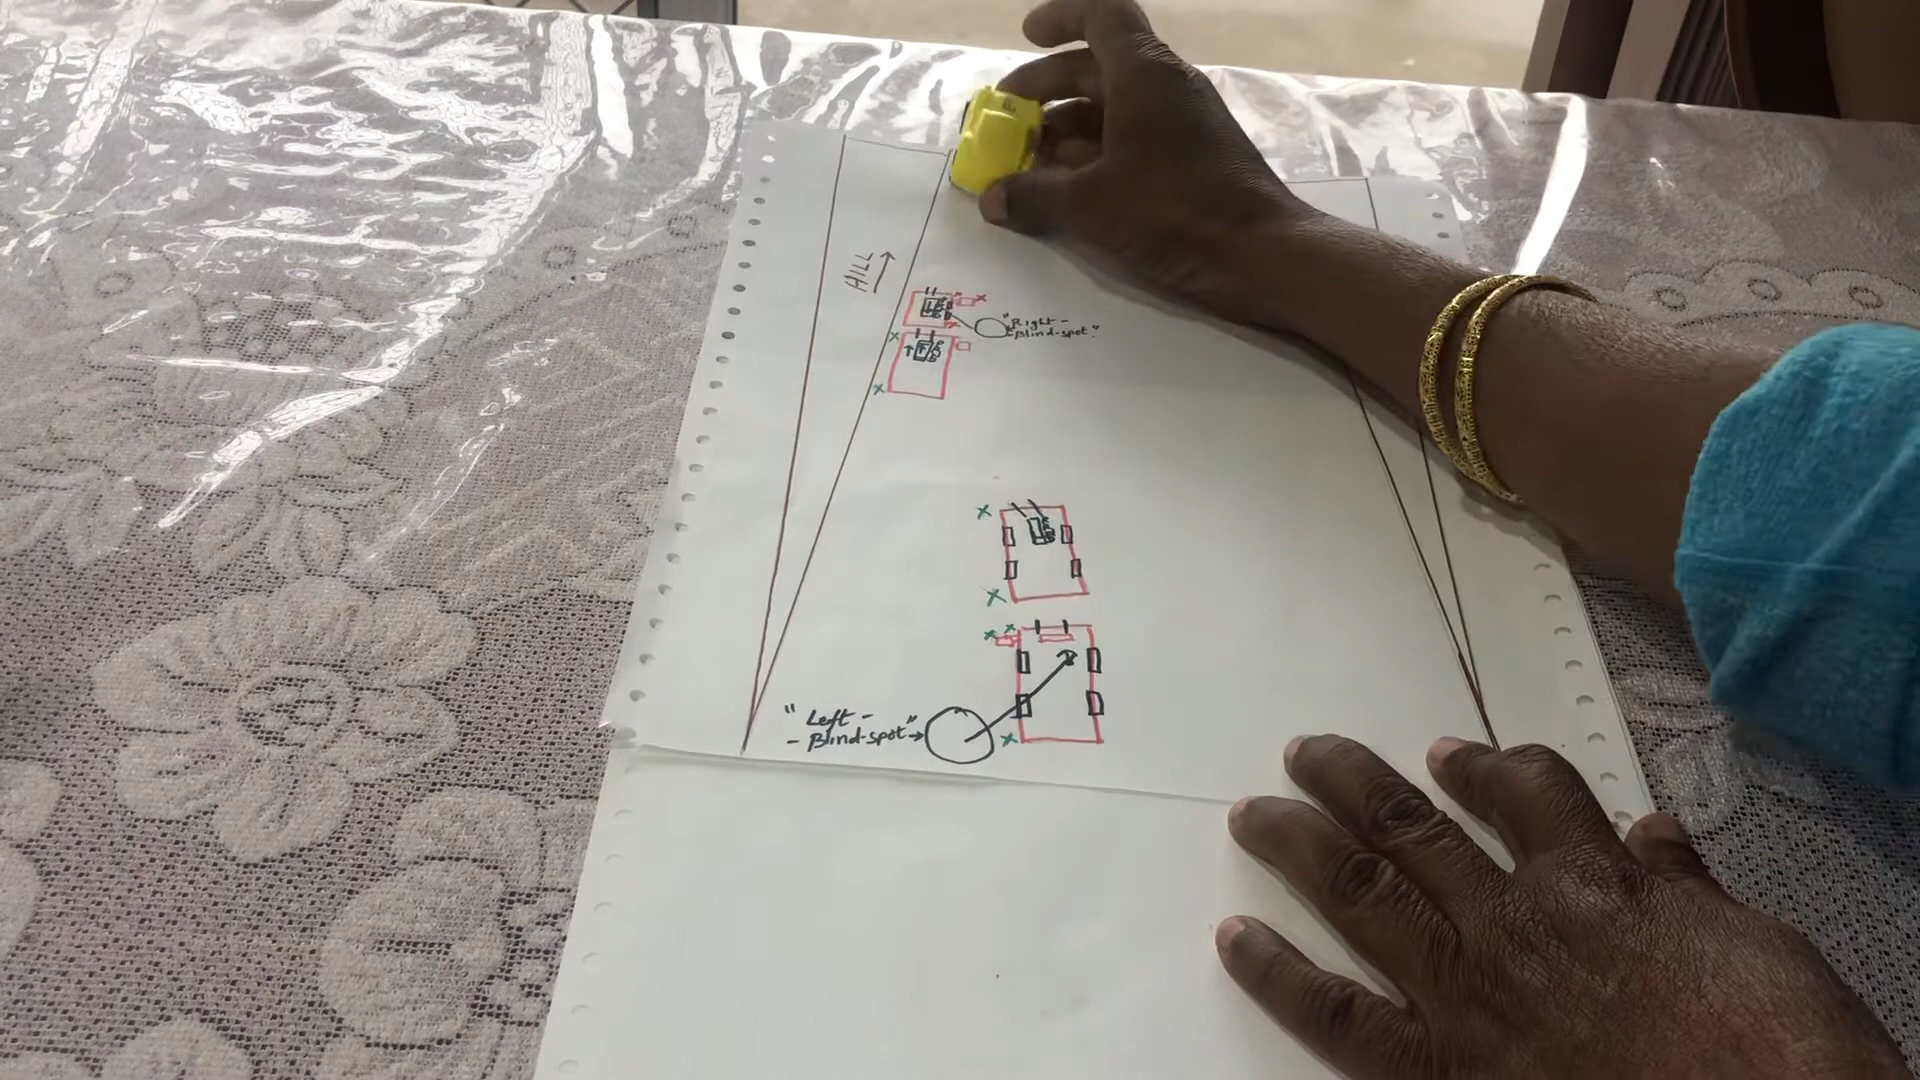 HILL
"Right-
Blind-spot".
"Left-
-Blind-spot"